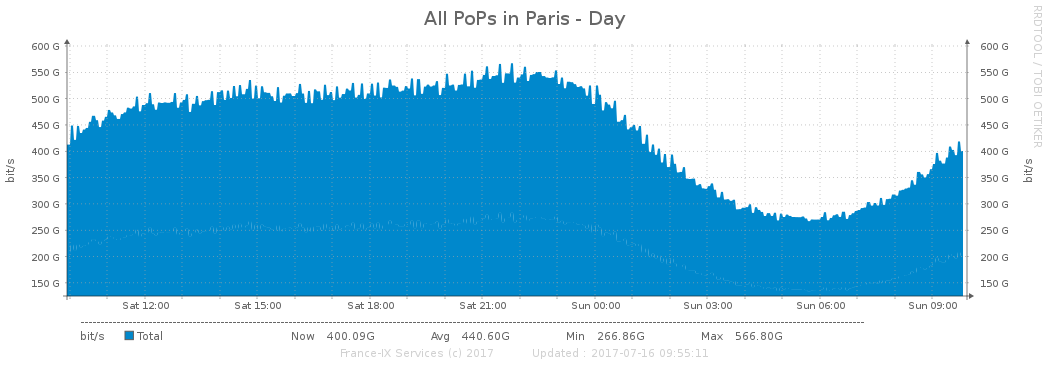 All PoPs in Paris - Day
RRDTOOL / TOBI OETIKER
bit/s
600 G
550 G
500 G
450 G
400 G
350 G
300 G
250 G
200 G
150 G
600 G
550 G
500 G
450 G
400 G
350 G
300 G
250 G
200 G
150 G
bit/s
Sat 12:00 Sat 15:00 Sat 18:00 Sat 21:00 Sun 00:00 Sun 03:00 Sun 06:00 Sun 09:00
bit/s Total Now 400.09G Avg 440.60G Min 266.86G Max 566.80G
France-IX Services (c) 2017 Updated : 2017-07-16 09:55:11